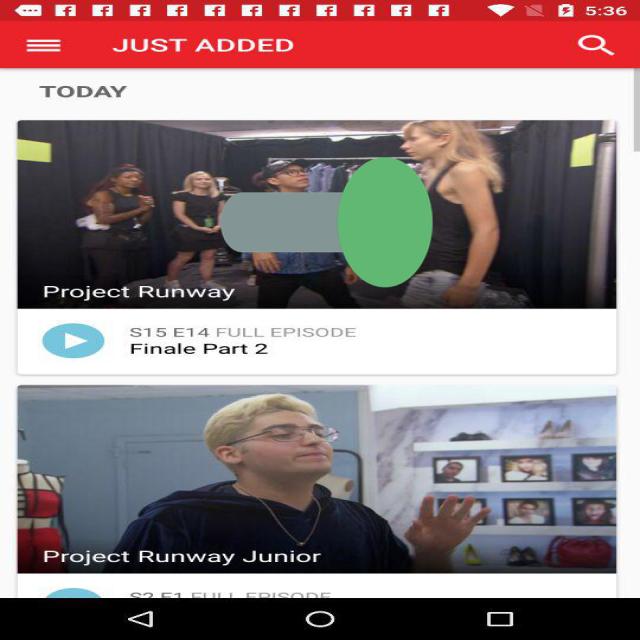 5:36
JUST ADDED
TODAY
Project Runway
S15 E14 FULL EPISODE
Finale Part 2
Project Runway Junior
S2 E1 FULL EPISODE